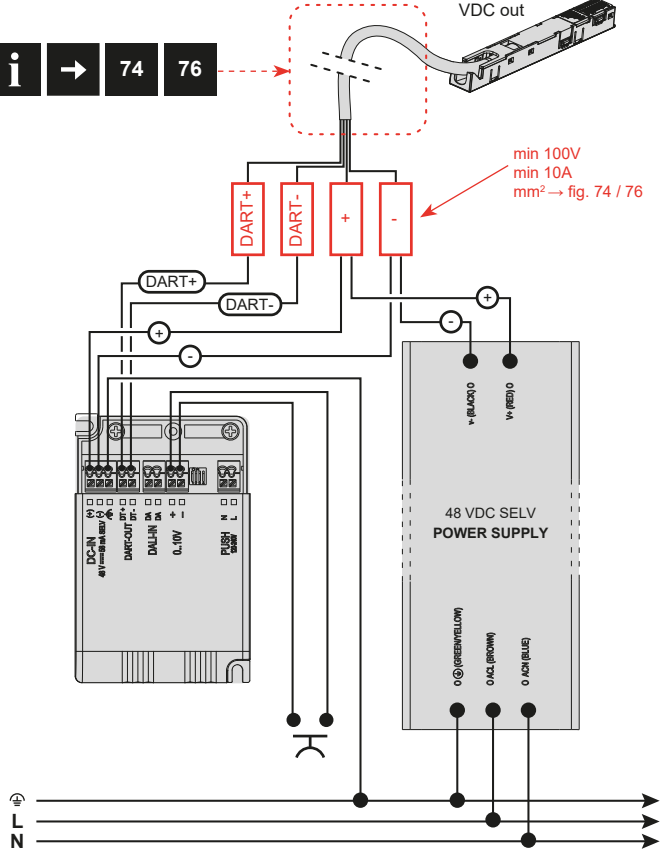 VDC out
i → 74 76
min 100V
min 10A
mm² → fig. 74 / 76
DART+
DART-
+
-
DART+
DART-
+
-
+
-
v- (BLACK) O
V+ (RED) O
48 VDC SELV
POWER SUPPLY
O ⏚ (GREEN/YELLOW)
O ACL (BROWN)
O ACN (BLUE)
(+)
(-)
DC-IN
DT+
DT-
DART-OUT
DA
DA
DALI-IN
+
-
0..10V
N
L
PUSH
L
N